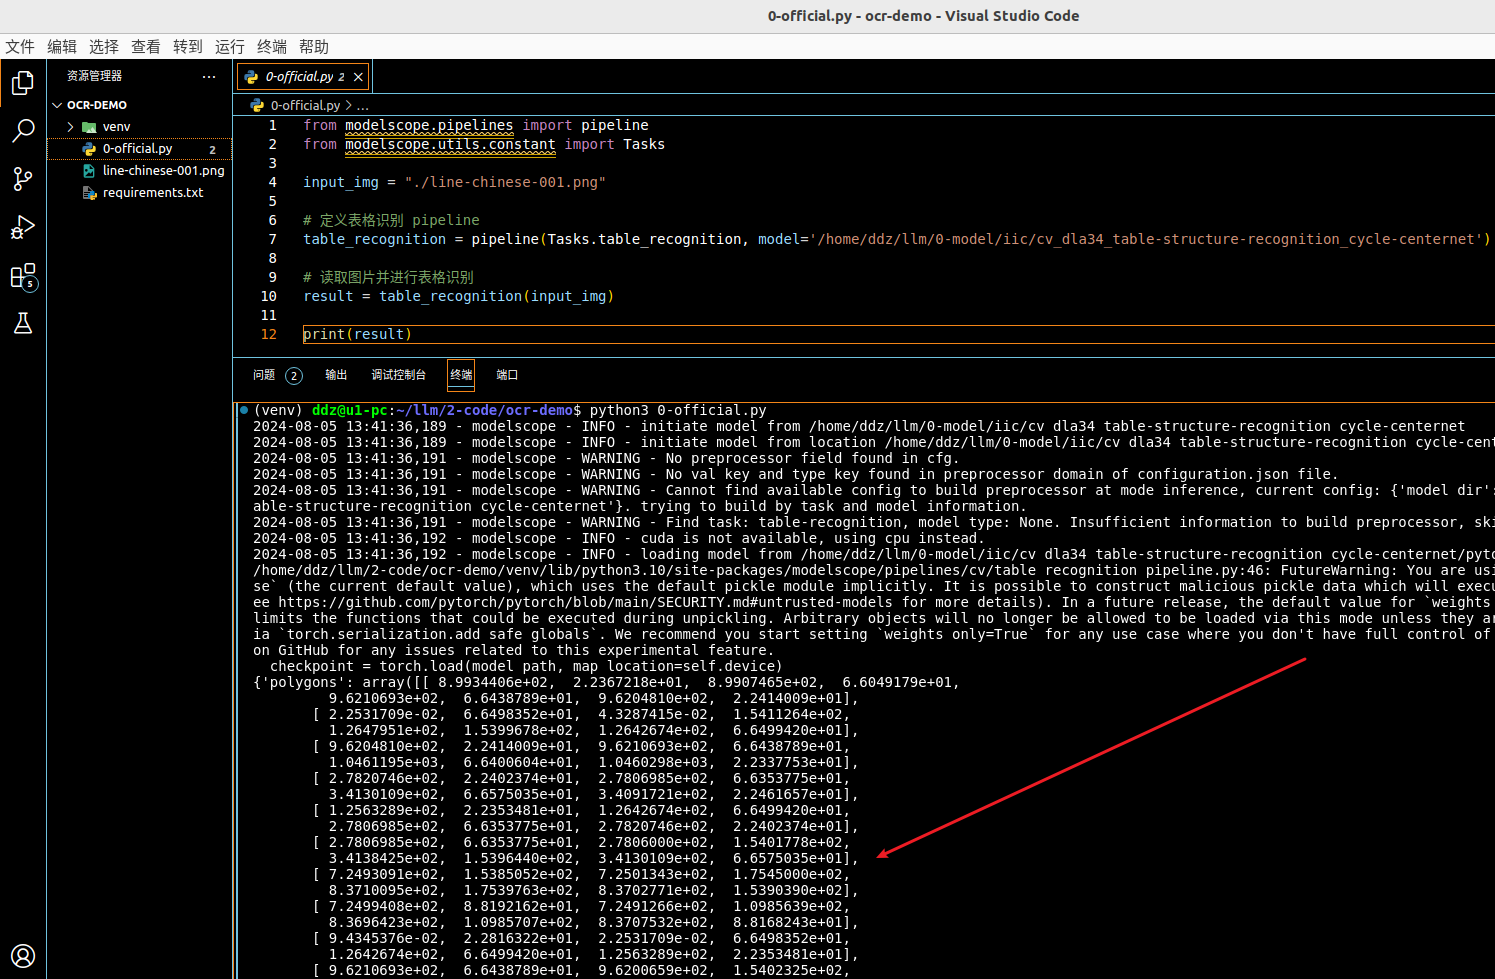 0-official.py - ocr-demo - Visual Studio Code
文件 编辑 选择 查看 转到 运行 终端 帮助
资源管理器 ...
OCR-DEMO
venv
0-official.py 2
line-chinese-001.png
requirements.txt
5
0-official.py 2 ×
0-official.py > ...
1 from modelscope.pipelines import pipeline
2 from modelscope.utils.constant import Tasks
3
4 input_img = "./line-chinese-001.png"
5
6 # 定义表格识别 pipeline
7 table_recognition = pipeline(Tasks.table_recognition, model='/home/ddz/llm/0-model/iic/cv_dla34_table-structure-recognition_cycle-centernet')
8
9 # 读取图片并进行表格识别
10 result = table_recognition(input_img)
11
12 print(result)
问题 2 输出 调试控制台 终端 端口
(venv) ddz@u1-pc:~/llm/2-code/ocr-demo$ python3 0-official.py
2024-08-05 13:41:36,189 - modelscope - INFO - initiate model from /home/ddz/llm/0-model/iic/cv dla34 table-structure-recognition cycle-centernet
2024-08-05 13:41:36,189 - modelscope - INFO - initiate model from location /home/ddz/llm/0-model/iic/cv dla34 table-structure-recognition cycle-cent
2024-08-05 13:41:36,191 - modelscope - WARNING - No preprocessor field found in cfg.
2024-08-05 13:41:36,191 - modelscope - WARNING - No val key and type key found in preprocessor domain of configuration.json file.
2024-08-05 13:41:36,191 - modelscope - WARNING - Cannot find available config to build preprocessor at mode inference, current config: {'model dir':
able-structure-recognition cycle-centernet'}. trying to build by task and model information.
2024-08-05 13:41:36,191 - modelscope - WARNING - Find task: table-recognition, model type: None. Insufficient information to build preprocessor, ski
2024-08-05 13:41:36,192 - modelscope - INFO - cuda is not available, using cpu instead.
2024-08-05 13:41:36,192 - modelscope - INFO - loading model from /home/ddz/llm/0-model/iic/cv dla34 table-structure-recognition cycle-centernet/pyto
/home/ddz/llm/2-code/ocr-demo/venv/lib/python3.10/site-packages/modelscope/pipelines/cv/table recognition pipeline.py:46: FutureWarning: You are usi
se` (the current default value), which uses the default pickle module implicitly. It is possible to construct malicious pickle data which will execu
ee https://github.com/pytorch/pytorch/blob/main/SECURITY.md#untrusted-models for more details). In a future release, the default value for `weights
limits the functions that could be executed during unpickling. Arbitrary objects will no longer be allowed to be loaded via this mode unless they ar
ia `torch.serialization.add safe globals`. We recommend you start setting `weights only=True` for any use case where you don't have full control of
on GitHub for any issues related to this experimental feature.
checkpoint = torch.load(model path, map location=self.device)
{'polygons': array([[ 8.9934406e+02, 2.2367218e+01, 8.9907465e+02, 6.6049179e+01,
9.6210693e+02, 6.6438789e+01, 9.6204810e+02, 2.2414009e+01],
[ 2.2531709e-02, 6.6498352e+01, 4.3287415e-02, 1.5411264e+02,
1.2647951e+02, 1.5399678e+02, 1.2642674e+02, 6.6499420e+01],
[ 9.6204810e+02, 2.2414009e+01, 9.6210693e+02, 6.6438789e+01,
1.0461195e+03, 6.6400604e+01, 1.0460298e+03, 2.2337753e+01],
[ 2.7820746e+02, 2.2402374e+01, 2.7806985e+02, 6.6353775e+01,
3.4130109e+02, 6.6575035e+01, 3.4091721e+02, 2.2461657e+01],
[ 1.2563289e+02, 2.2353481e+01, 1.2642674e+02, 6.6499420e+01,
2.7806985e+02, 6.6353775e+01, 2.7820746e+02, 2.2402374e+01],
[ 2.7806985e+02, 6.6353775e+01, 2.7806000e+02, 1.5401778e+02,
3.4138425e+02, 1.5396440e+02, 3.4130109e+02, 6.6575035e+01],
[ 7.2493091e+02, 1.5385052e+02, 7.2501343e+02, 1.7545000e+02,
8.3710095e+02, 1.7539763e+02, 8.3702771e+02, 1.5390390e+02],
[ 7.2499408e+02, 8.8192162e+01, 7.2491266e+02, 1.0985639e+02,
8.3696423e+02, 1.0985707e+02, 8.3707532e+02, 8.8168243e+01],
[ 9.4345376e-02, 2.2816322e+01, 2.2531709e-02, 6.6498352e+01,
1.2642674e+02, 6.6499420e+01, 1.2563289e+02, 2.2353481e+01],
[ 9.6210693e+02, 6.6438789e+01, 9.6200659e+02, 1.5402325e+02,